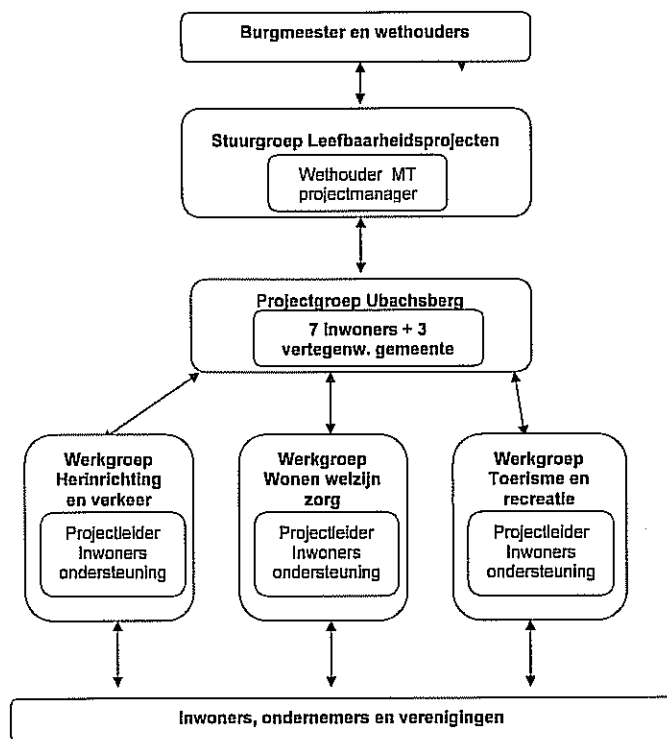 Burgmeester en wethouders
Stuurgroep Leefbaarheidsprojecten
Wethouder MT
projectmanager
Projectgroep Ubachsberg
7 Inwoners + 3
vertegenw. gemeente
Werkgroep
Herinrichting
en verkeer
Projectleider
Inwoners
ondersteuning
Werkgroep
Wonen welzijn
zorg
Projectleider
Inwoners
ondersteuning
Werkgroep
Toerisme en
recreatie
Projectleider
Inwoners
ondersteuning
Inwoners, ondernemers en verenigingen